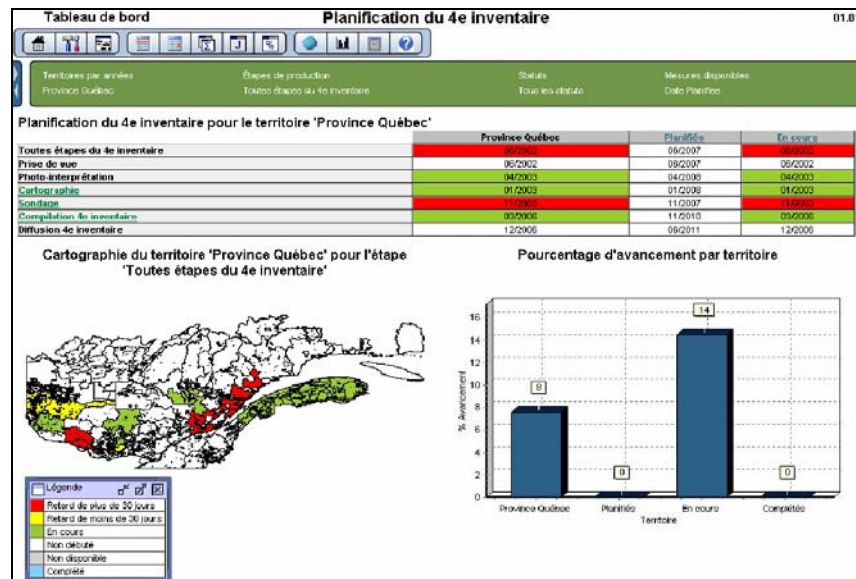 Tableau de bord
Planification du 4e inventaire
01.0
Territoires par années
Étapes de production
Statuts
Mesures disponibles
Province Québec
Toutes étapes du 4e inventaire
Tous les statuts
Date Planifiée
Planification du 4e inventaire pour le territoire 'Province Québec'
Province Québec Planifiée En cours
Toutes étapes du 4e inventaire 06/2002 06/2007 06/2002
Prise de vue 06/2002 06/2007 06/2002
Photo-interprétation 04/2003 04/2008 04/2003
Cartographie 01/2003 01/2008 01/2003
Sondage 11/2003 11/2007 11/2003
Compilation 4e inventaire 03/2006 11/2010 03/2006
Diffusion 4e inventaire 12/2006 06/2011 12/2006
Cartographie du territoire 'Province Québec' pour l'étape
'Toutes étapes du 4e inventaire'
Pourcentage d'avancement par territoire
% Avancement
16
14
12
10
8
6
4
2
0
8
0
14
0
Province Québec
Planifiés
En cours
Complétés
Territoire
Légende
Retard de plus de 30 jours
Retard de moins de 30 jours
En cours
Non débuté
Non disponible
Complété